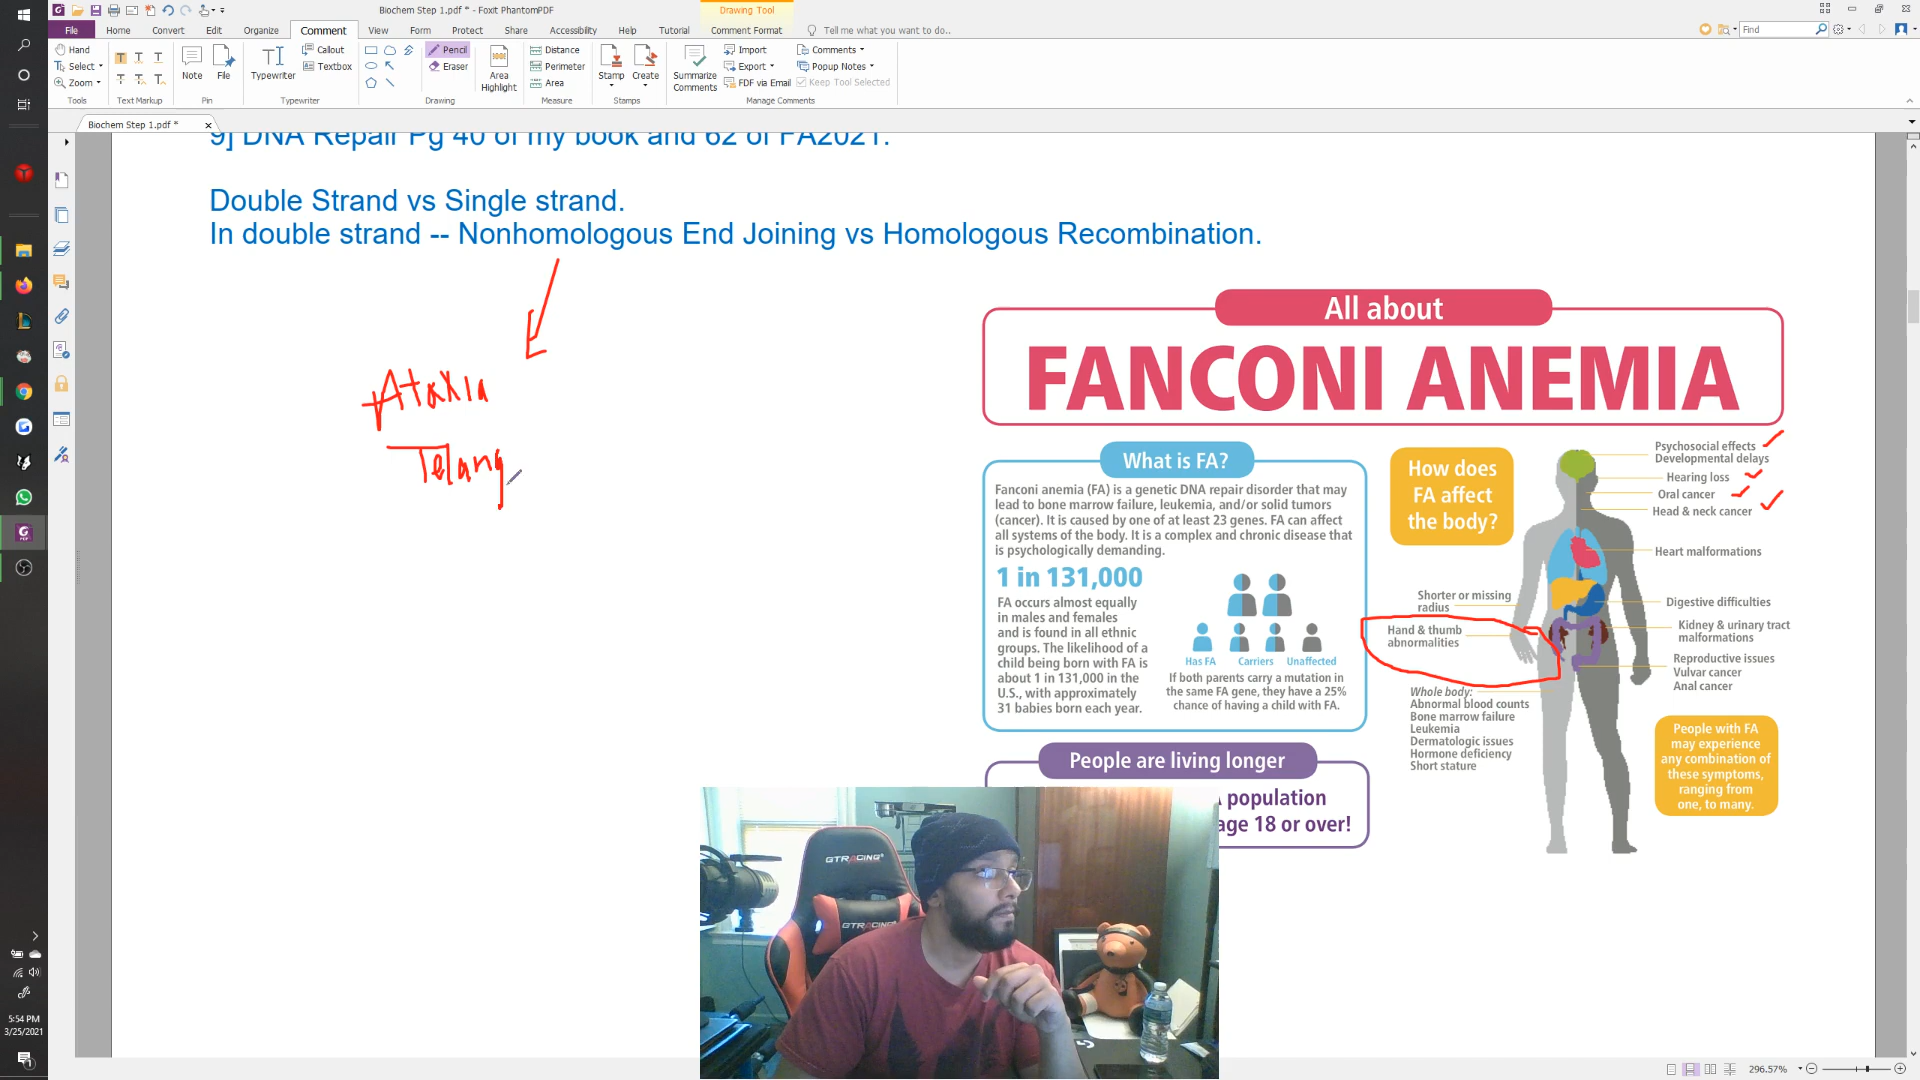 Biochem Step 1.pdf * - Foxit PhantomPDF
Drawing Tool
File Home Convert Edit Organize Comment View Form Protect Share Accessibility Help Tutorial Comment Format Tell me what you want to do.. Find
Hand
Select
Zoom
Tools
Text Markup
Note
File
Pin
Typewriter
Callout
Textbox
Typewriter
Pencil
Eraser
Drawing
Area Highlight
Distance
Perimeter
Area
Measure
Stamp
Create
Stamps
Summarize Comments
Import
Export
FDF via Email
Comments
Popup Notes
Keep Tool Selected
Manage Comments
Biochem Step 1.pdf *
9] DNA Repair Pg 40 of my book and 62 of FA2021.
Double Strand vs Single strand.
In double strand -- Nonhomologous End Joining vs Homologous Recombination.
Ataxia
Telang
All about
FANCONI ANEMIA
What is FA?
Fanconi anemia (FA) is a genetic DNA repair disorder that may
lead to bone marrow failure, leukemia, and/or solid tumors
(cancer). It is caused by one of at least 23 genes. FA can affect
all systems of the body. It is a complex and chronic disease that
is psychologically demanding.
1 in 131,000
FA occurs almost equally
in males and females
and is found in all ethnic
groups. The likelihood of a
child being born with FA is
about 1 in 131,000 in the
U.S., with approximately
31 babies born each year.
Has FA Carriers Unaffected
If both parents carry a mutation in
the same FA gene, they have a 25%
chance of having a child with FA.
How does
FA affect
the body?
Psychosocial effects
Developmental delays
Hearing loss
Oral cancer
Head & neck cancer
Heart malformations
Shorter or missing
radius
Digestive difficulties
Hand & thumb
abnormalities
Kidney & urinary tract
malformations
Reproductive issues
Vulvar cancer
Anal cancer
Whole body:
Abnormal blood counts
Bone marrow failure
Leukemia
Dermatologic issues
Hormone deficiency
Short stature
People with FA
may experience
any combination of
these symptoms,
ranging from
one, to many.
People are living longer
population
age 18 or over!
GTRACING
GTRACING
5:54 PM
3/25/2021
296.57%